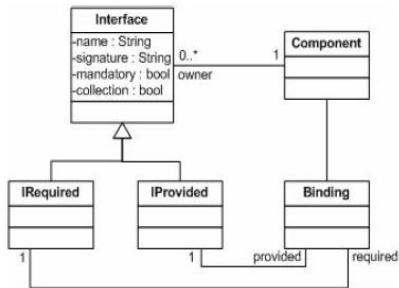 Interface
-name : String
-signature : String
-mandatory : bool
-collection : bool
0..*
owner
1
Component
IRequired
IProvided
Binding
1
1
provided
required